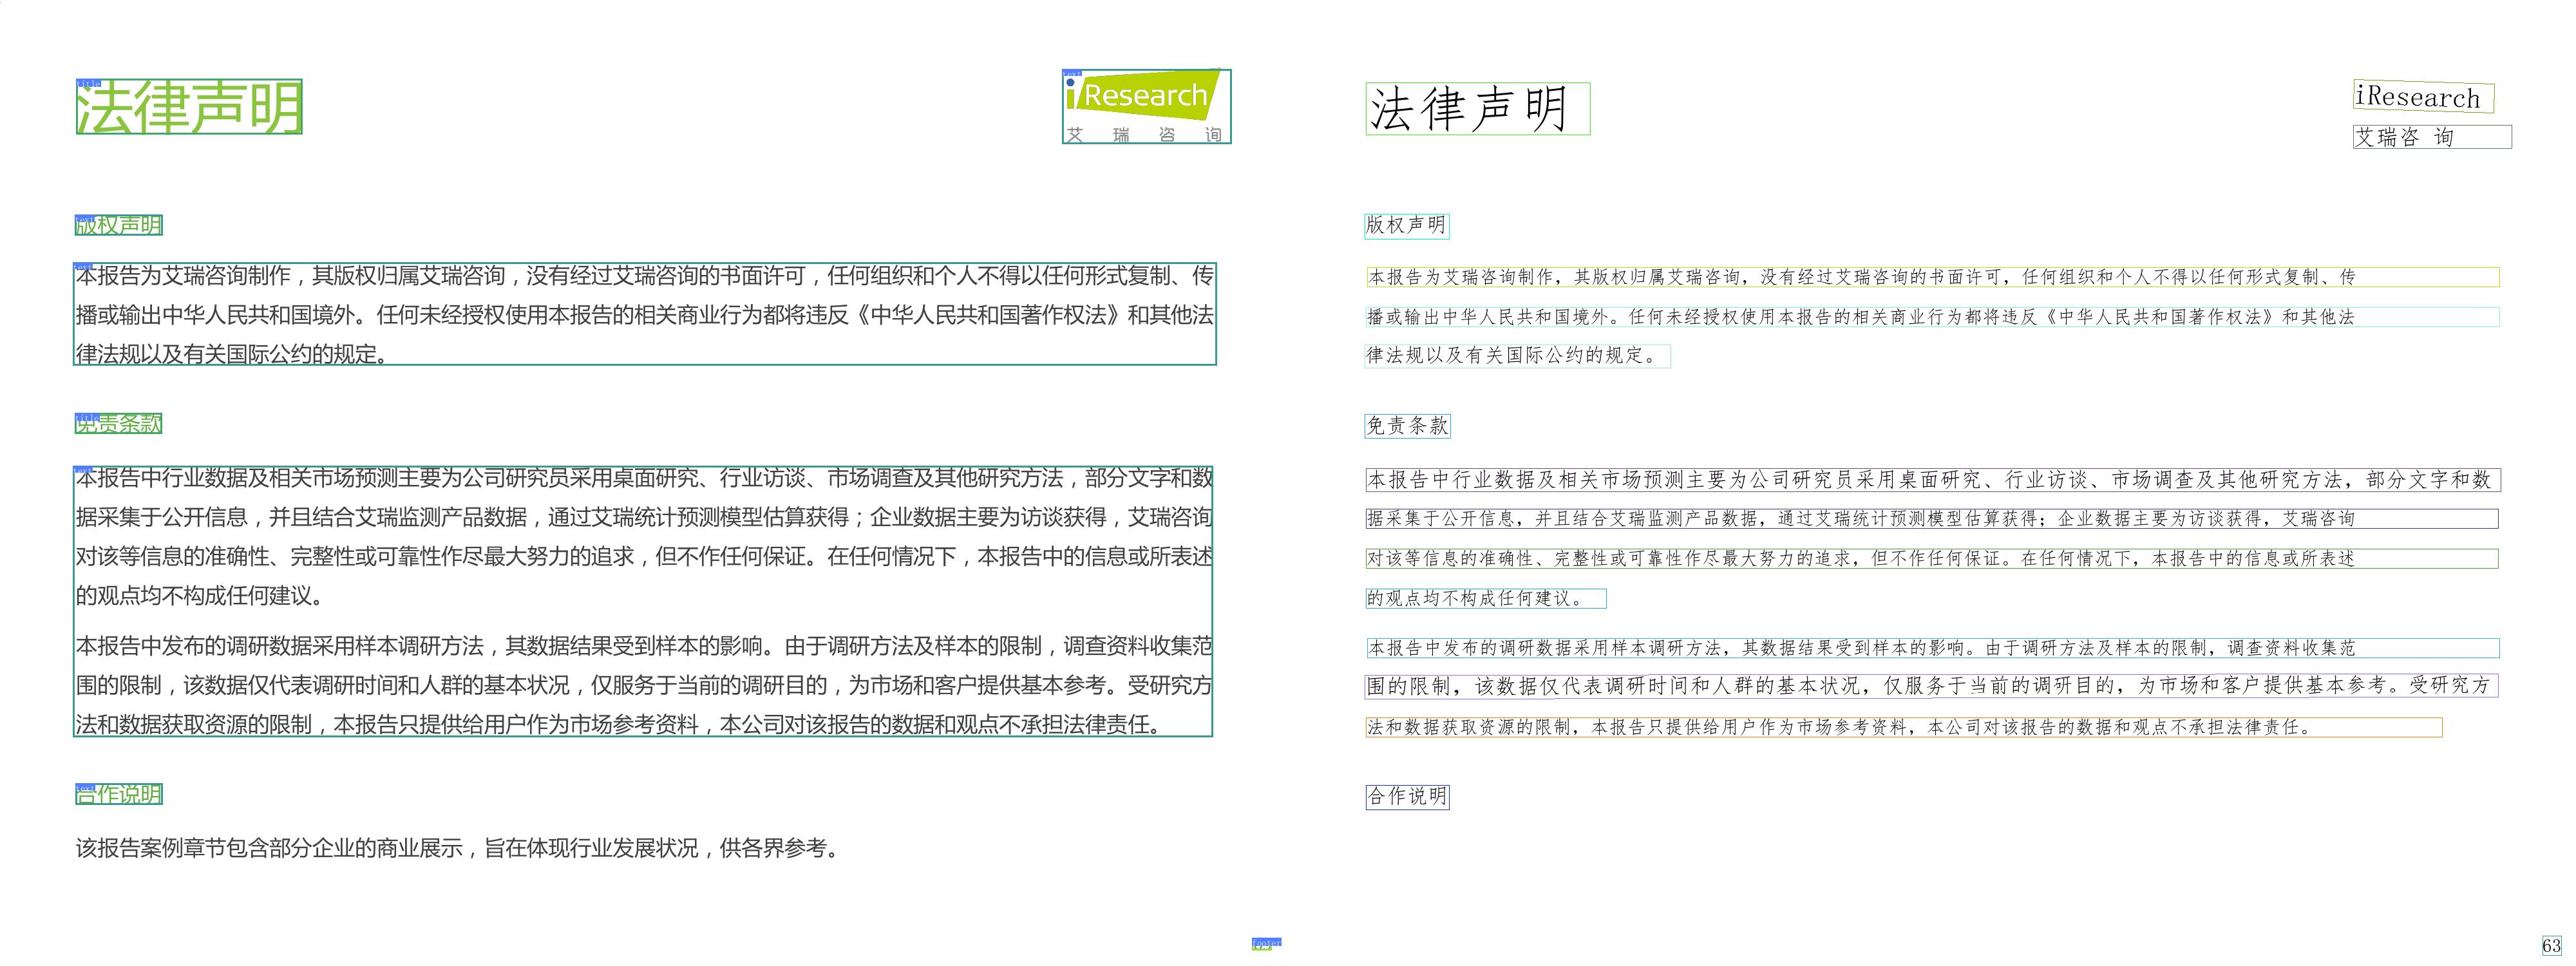 法律声明
iResearch
艾瑞咨询
版权声明
本报告为艾瑞咨询制作，其版权归属艾瑞咨询，没有经过艾瑞咨询的书面许可，任何组织和个人不得以任何形式复制、传
播或输出中华人民共和国境外。任何未经授权使用本报告的相关商业行为都将违反《中华人民共和国著作权法》和其他法
律法规以及有关国际公约的规定。
免责条款
本报告中行业数据及相关市场预测主要为公司研究员采用桌面研究、行业访谈、市场调查及其他研究方法，部分文字和数
据采集于公开信息，并且结合艾瑞监测产品数据，通过艾瑞统计预测模型估算获得；企业数据主要为访谈获得，艾瑞咨询
对该等信息的准确性、完整性或可靠性作尽最大努力的追求，但不作任何保证。在任何情况下，本报告中的信息或所表述
的观点均不构成任何建议。
本报告中发布的调研数据采用样本调研方法，其数据结果受到样本的影响。由于调研方法及样本的限制，调查资料收集范
围的限制，该数据仅代表调研时间和人群的基本状况，仅服务于当前的调研目的，为市场和客户提供基本参考。受研究方
法和数据获取资源的限制，本报告只提供给用户作为市场参考资料，本公司对该报告的数据和观点不承担法律责任。
合作说明
该报告案例章节包含部分企业的商业展示，旨在体现行业发展状况，供各界参考。
footer
法律声明
iResearch
艾瑞咨 询
版权声明
本报告为艾瑞咨询制作，其版权归属艾瑞咨询，没有经过艾瑞咨询的书面许可，任何组织和个人不得以任何形式复制、传
播或输出中华人民共和国境外。任何未经授权使用本报告的相关商业行为都将违反《中华人民共和国著作权法》和其他法
律法规以及有关国际公约的规定。
免责条款
本报告中行业数据及相关市场预测主要为公司研究员采用桌面研究、行业访谈、市场调查及其他研究方法，部分文字和数
据采集于公开信息，并且结合艾瑞监测产品数据，通过艾瑞统计预测模型估算获得；企业数据主要为访谈获得，艾瑞咨询
对该等信息的准确性、完整性或可靠性作尽最大努力的追求，但不作任何保证。在任何情况下，本报告中的信息或所表述
的观点均不构成任何建议。
本报告中发布的调研数据采用样本调研方法，其数据结果受到样本的影响。由于调研方法及样本的限制，调查资料收集范
围的限制，该数据仅代表调研时间和人群的基本状况，仅服务于当前的调研目的，为市场和客户提供基本参考。受研究方
法和数据获取资源的限制，本报告只提供给用户作为市场参考资料，本公司对该报告的数据和观点不承担法律责任。
合作说明
63